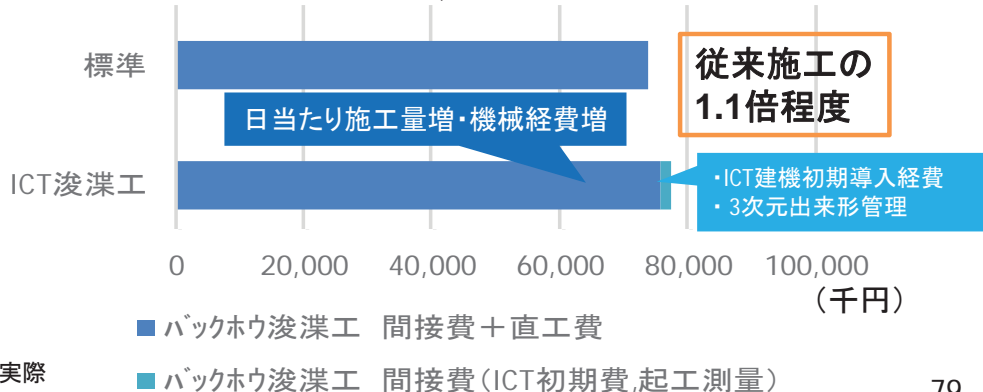 標準
従来施工の
1.1倍程度
日当たり施工量増・機械経費増
ICT浚渫工
・ICT建機初期導入経費
・3次元出来形管理
0 20,000 40,000 60,000 80,000 100,000
（千円）
ﾊﾞｯｸﾎｳ浚渫工　間接費＋直工費
実際
ﾊﾞｯｸﾎｳ浚渫工　間接費（ICT初期費,起工測量）
79